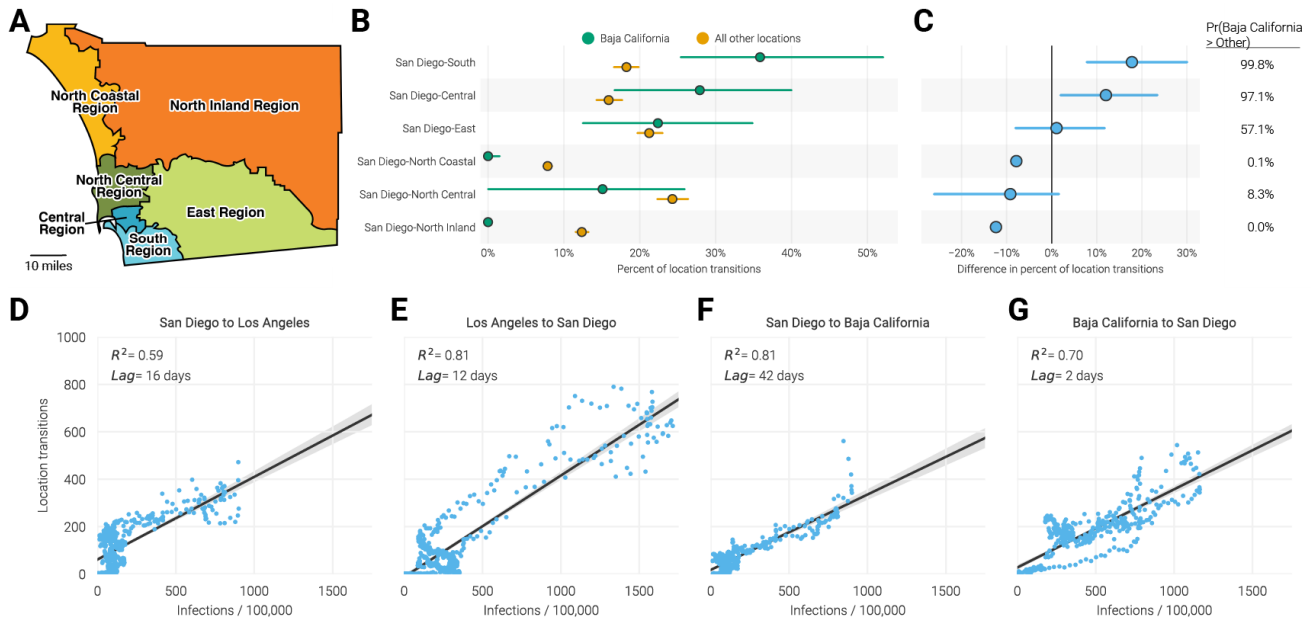 A
North Coastal
Region
North Inland Region
North Central
Region
Central
Region
East Region
South
Region
10 miles
B
Baja California
All other locations
San Diego-South
San Diego-Central
San Diego-East
San Diego-North Coastal
San Diego-North Central
San Diego-North Inland
0%
10%
20%
30%
40%
50%
Percent of location transitions
C
Pr(Baja California
> Other)
99.8%
97.1%
57.1%
0.1%
8.3%
0.0%
−20%
−10%
0%
10%
20%
30%
Difference in percent of location transitions
D
San Diego to Los Angeles
R²= 0.59
Lag= 16 days
1000
800
600
400
200
0
Location transitions
0
500
1000
1500
Infections / 100,000
E
Los Angeles to San Diego
R²= 0.81
Lag= 12 days
0
500
1000
1500
Infections / 100,000
F
San Diego to Baja California
R²= 0.81
Lag= 42 days
0
500
1000
1500
Infections / 100,000
G
Baja California to San Diego
R²= 0.70
Lag= 2 days
0
500
1000
1500
Infections / 100,000